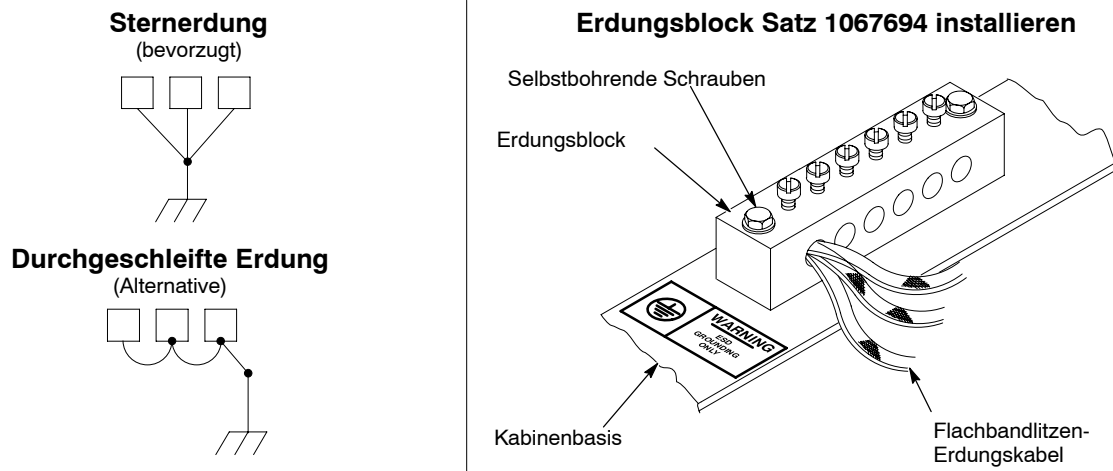 Sternerdung
(bevorzugt)
Durchgeschleifte Erdung
(Alternative)
Erdungsblock Satz 1067694 installieren
Selbstbohrende Schrauben
Erdungsblock
WARNING
ESD
GROUNDING
ONLY
Kabinenbasis
Flachbandlitzen-
Erdungskabel